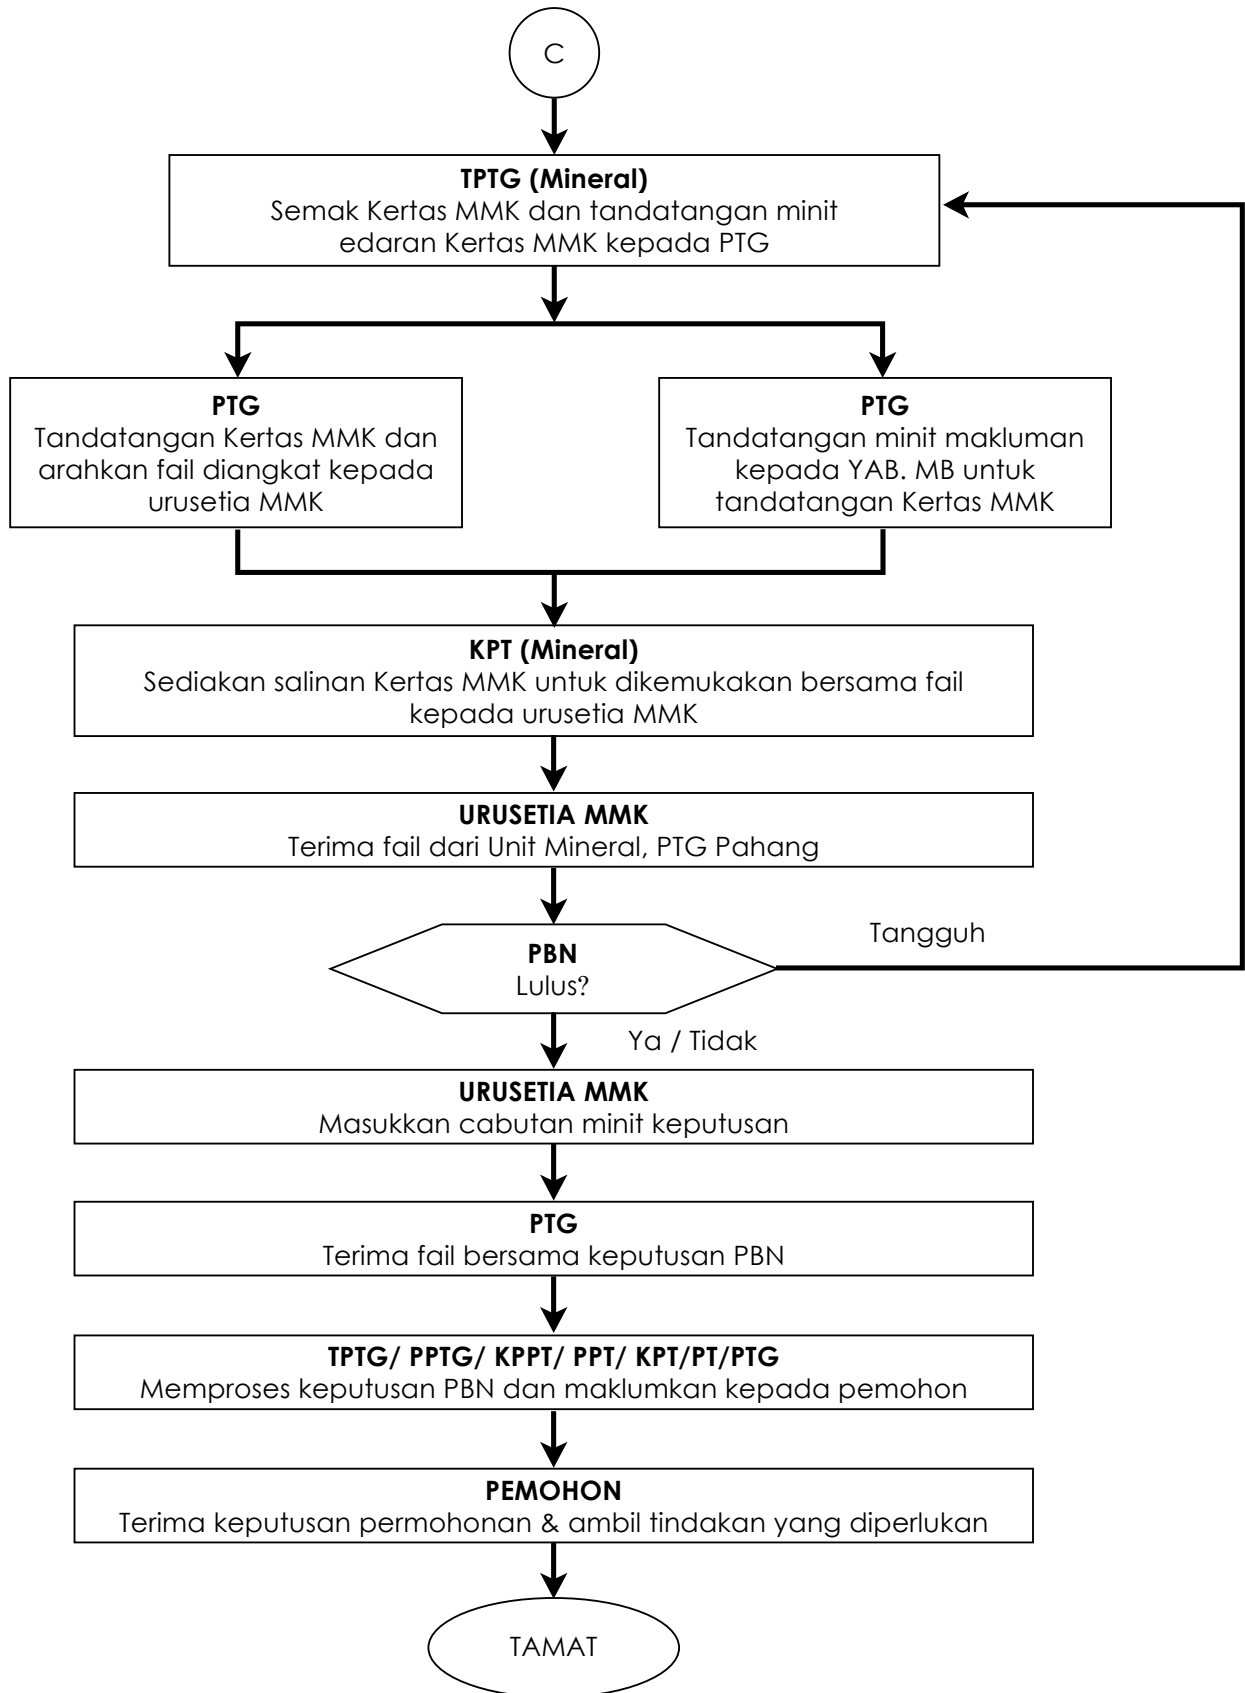 C
TPTG (Mineral)
Semak Kertas MMK dan tandatangan minit
edaran Kertas MMK kepada PTG
PTG
Tandatangan Kertas MMK dan
arahkan fail diangkat kepada
urusetia MMK
PTG
Tandatangan minit makluman
kepada YAB. MB untuk
tandatangan Kertas MMK
KPT (Mineral)
Sediakan salinan Kertas MMK untuk dikemukakan bersama fail
kepada urusetia MMK
URUSETIA MMK
Terima fail dari Unit Mineral, PTG Pahang
PBN
Lulus?
Tangguh
Ya / Tidak
URUSETIA MMK
Masukkan cabutan minit keputusan
PTG
Terima fail bersama keputusan PBN
TPTG/ PPTG/ KPPT/ PPT/ KPT/PT/PTG
Memproses keputusan PBN dan maklumkan kepada pemohon
PEMOHON
Terima keputusan permohonan & ambil tindakan yang diperlukan
TAMAT